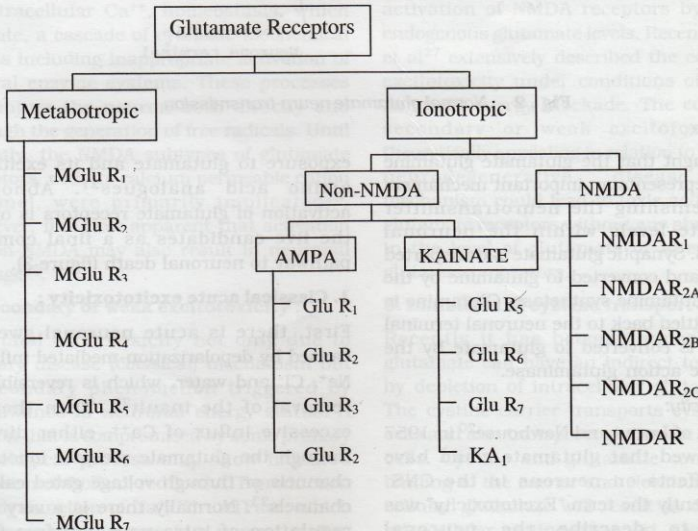 Glutamate Receptors
Metabotropic
Ionotropic
MGlu R1
MGlu R2
MGlu R3
MGlu R4
MGlu R5
MGlu R6
MGlu R7
Non-NMDA
NMDA
AMPA
KAINATE
Glu R1
Glu R2
Glu R3
Glu R2
Glu R5
Glu R6
Glu R7
KA1
NMDAR1
NMDAR2A
NMDAR2B
NMDAR2C
NMDAR